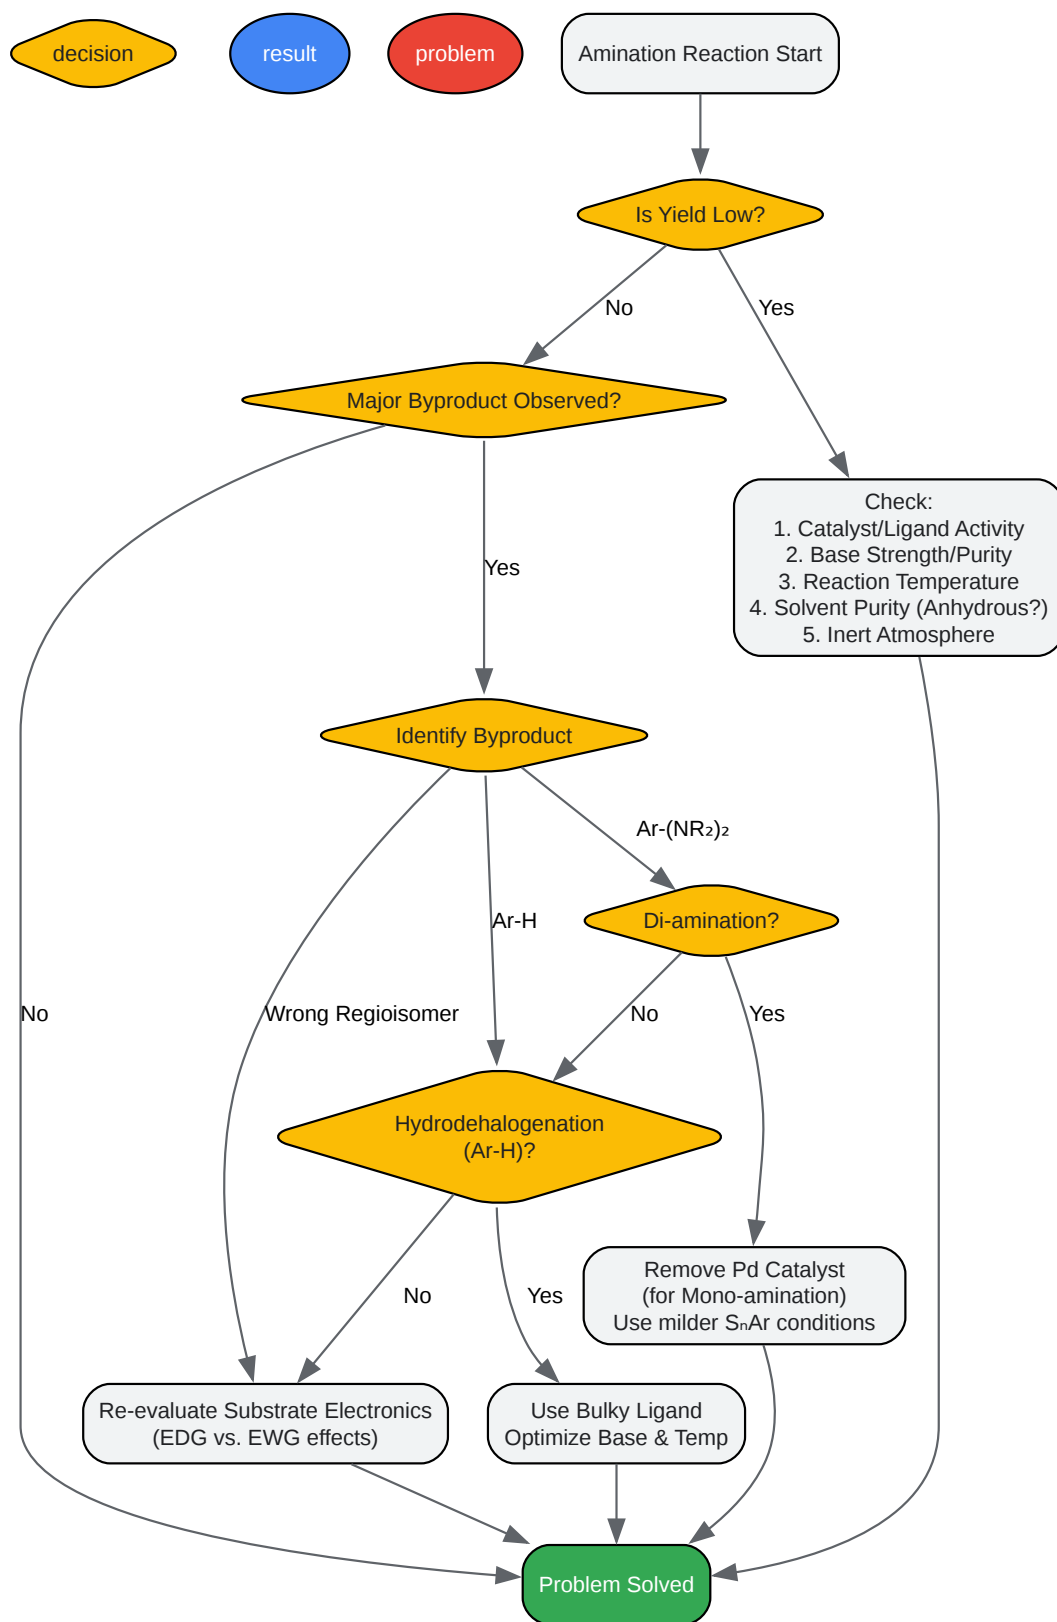 decision
result
problem
Amination Reaction Start
Is Yield Low?
No
Yes
Major Byproduct Observed?
Check:
1. Catalyst/Ligand Activity
2. Base Strength/Purity
3. Reaction Temperature
4. Solvent Purity (Anhydrous?)
5. Inert Atmosphere
Yes
Identify Byproduct
Ar-(NR₂)₂
Ar-H
Di-amination?
No
Wrong Regioisomer
No
Yes
Hydrodehalogenation
(Ar-H)?
No
Yes
Remove Pd Catalyst
(for Mono-amination)
Use milder SₙAr conditions
Re-evaluate Substrate Electronics
(EDG vs. EWG effects)
Use Bulky Ligand
Optimize Base & Temp
Problem Solved